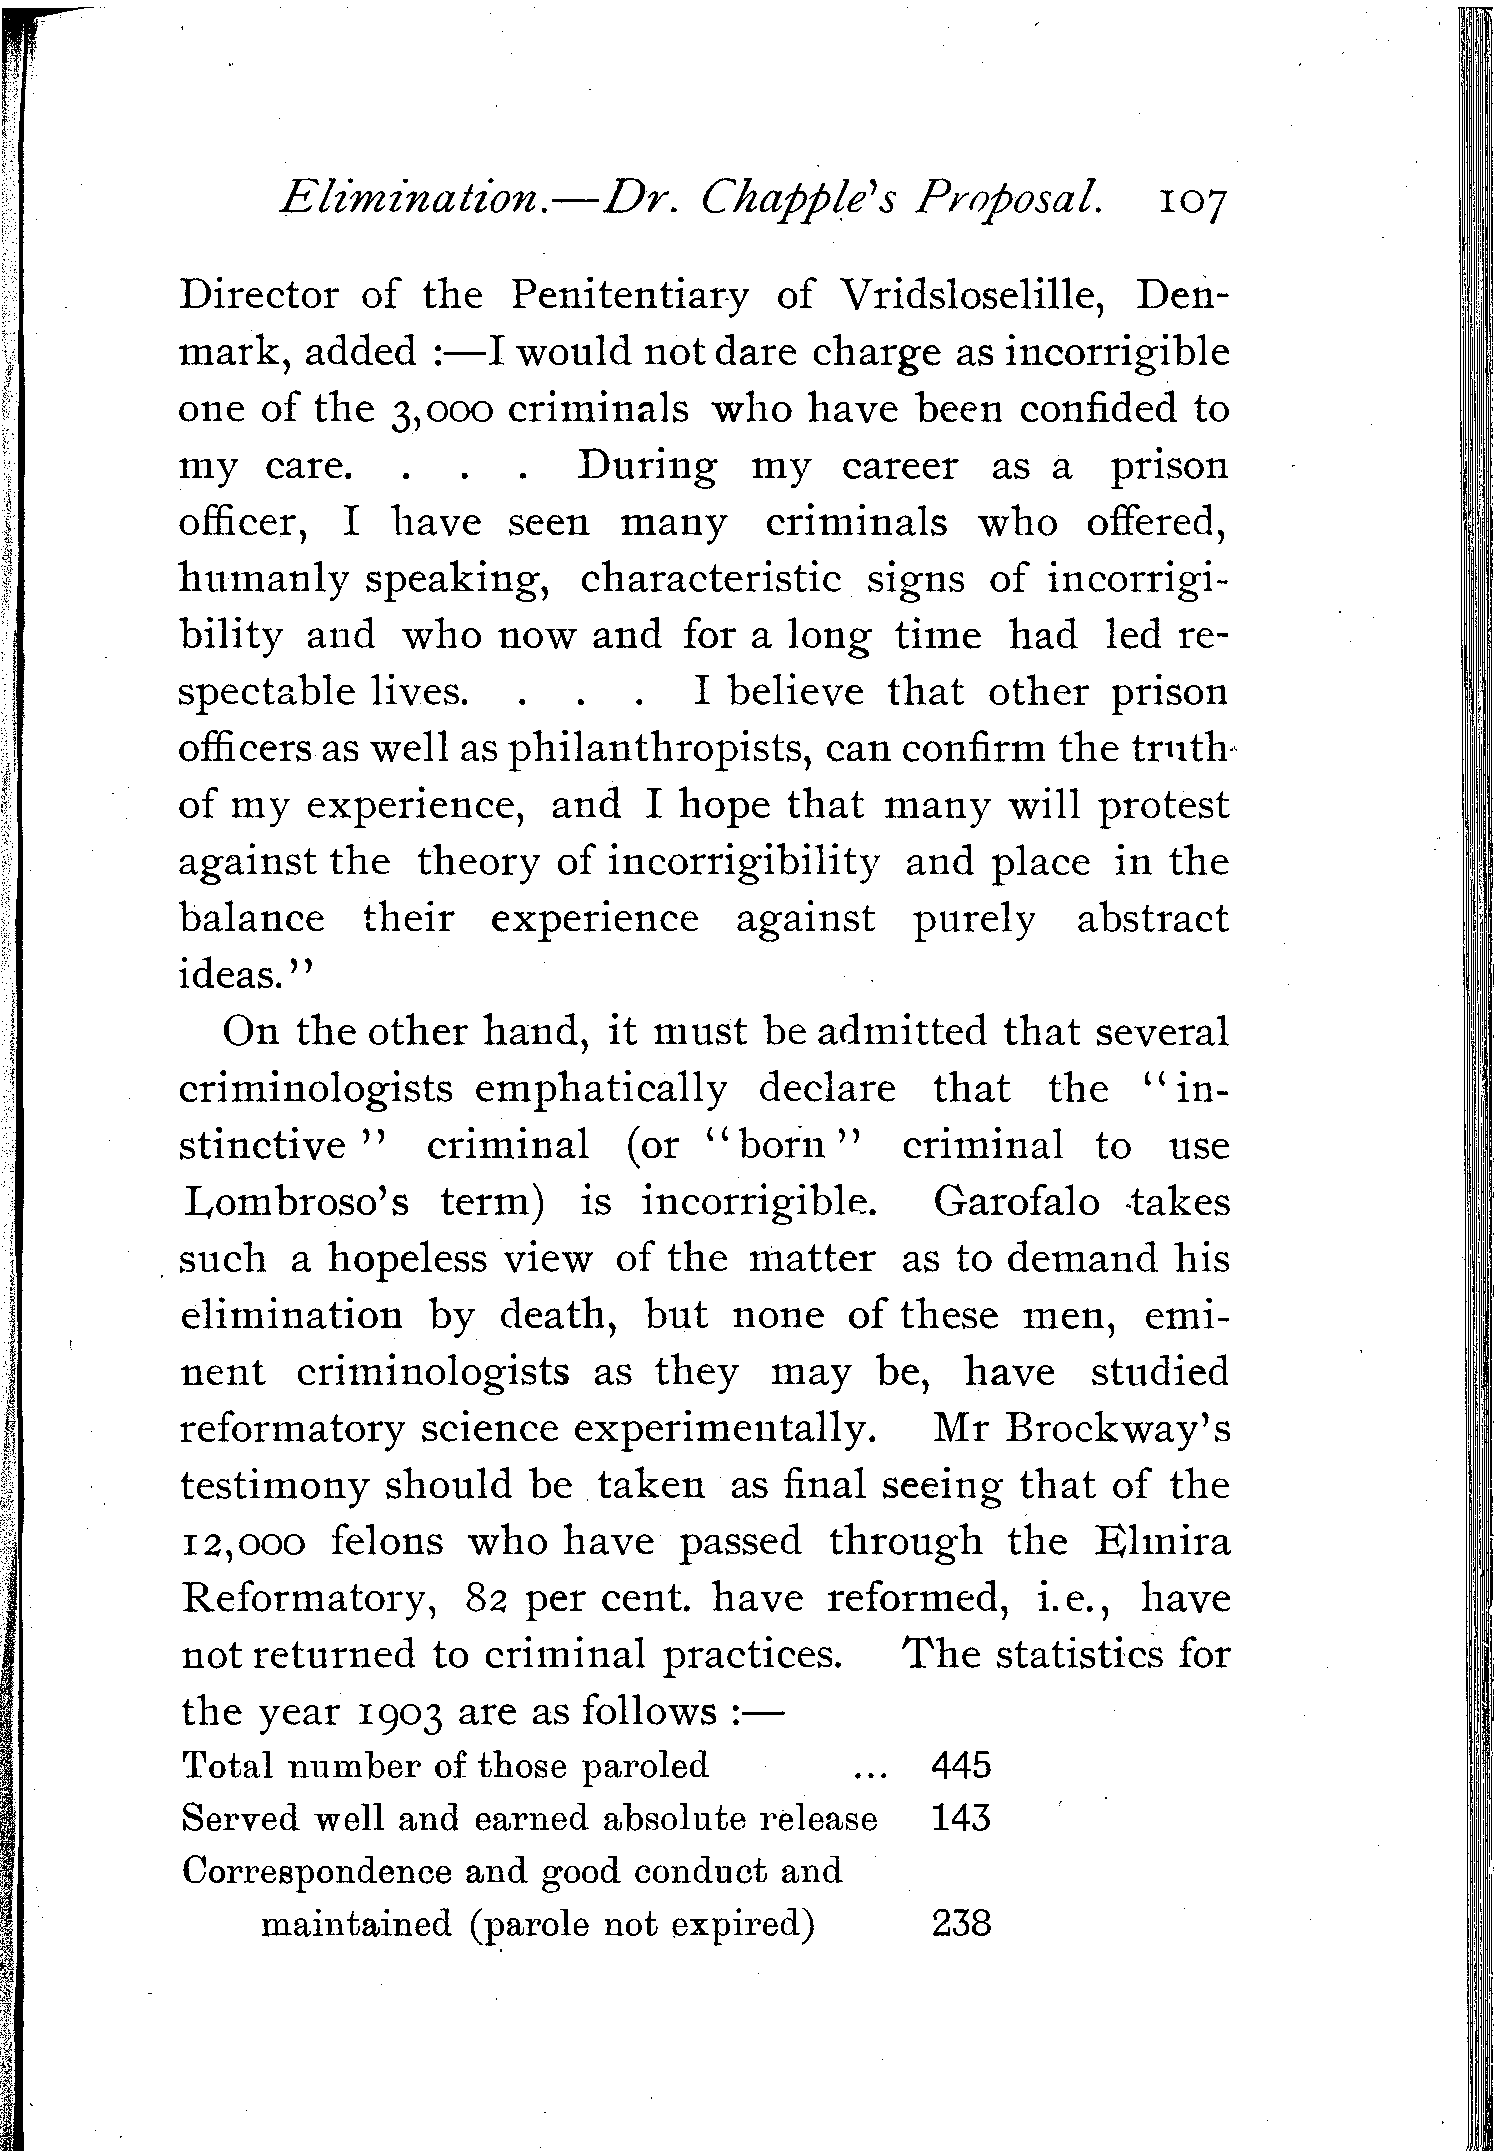 Elimination.—Dr. Chapple's Proposal. 107
Director of the Penitentiary of Vridsloselille, Den-
mark, added :—I would not dare charge as incorrigible
one of the 3,000 criminals who have been confided to
my care. . . . During my career as a prison
officer, I have seen many criminals who offered,
humanly speaking, characteristic signs of incorrigi-
bility and who now and for a long time had led re-
spectable lives. . . . I believe that other prison
officers as well as philanthropists, can confirm the truth
of my experience, and I hope that many will protest
against the theory of incorrigibility and place in the
balance their experience against purely abstract
ideas."
On the other hand, it must be admitted that several
criminologists emphatically declare that the "in-
stinctive" criminal (or "born" criminal to use
Lombroso's term) is incorrigible. Garofalo takes
such a hopeless view of the matter as to demand his
elimination by death, but none of these men, emi-
nent criminologists as they may be, have studied
reformatory science experimentally. Mr Brockway's
testimony should be taken as final seeing that of the
12,000 felons who have passed through the Elmira
Reformatory, 82 per cent. have reformed, i.e., have
not returned to criminal practices. The statistics for
the year 1903 are as follows :—
Total number of those paroled ... 445
Served well and earned absolute release 143
Correspondence and good conduct and
maintained (parole not expired) 238